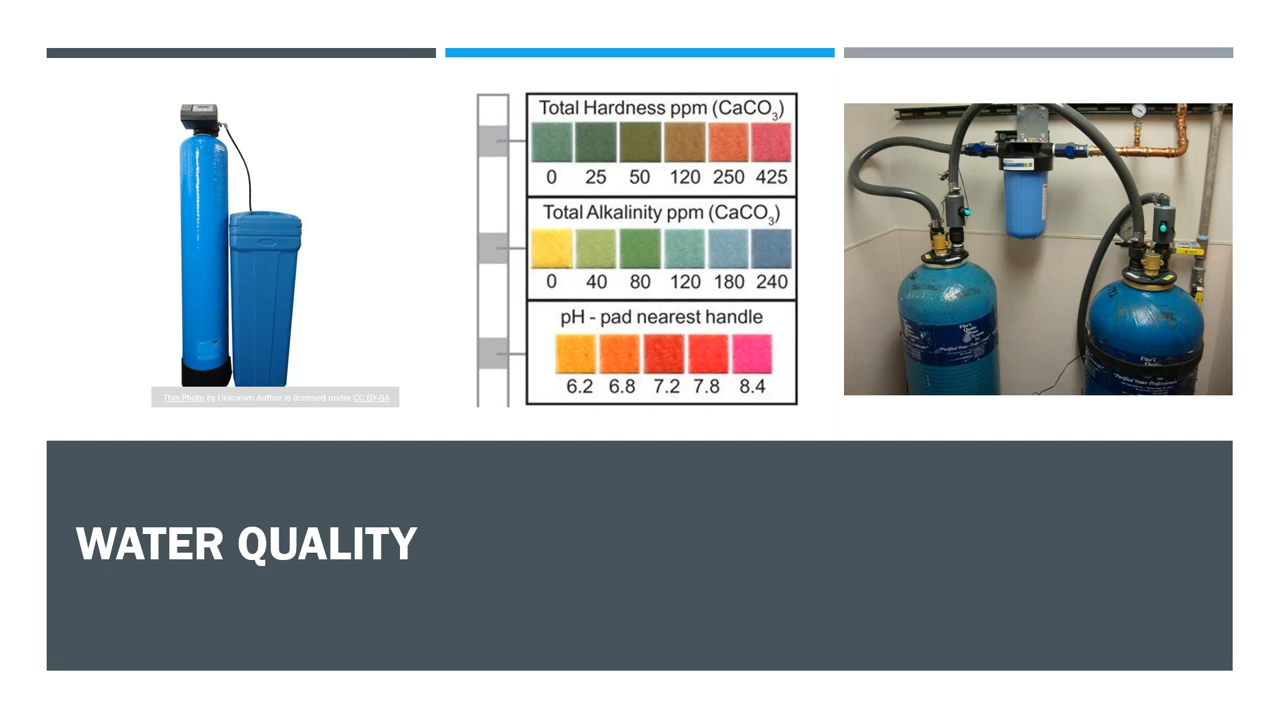 This Photo by Unknown Author is licensed under CC BY-SA
Total Hardness ppm (CaCO3)
0 25 50 120 250 425
Total Alkalinity ppm (CaCO3)
0 40 80 120 180 240
pH - pad nearest handle
6.2 6.8 7.2 7.8 8.4
WATER QUALITY